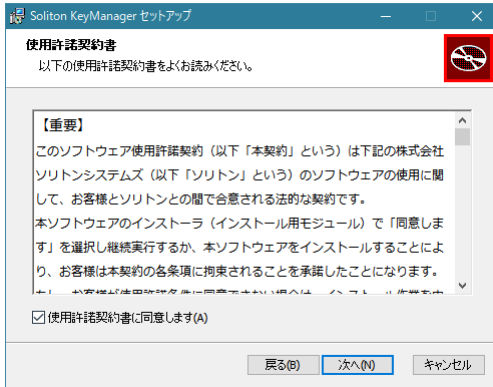 Soliton KeyManager セットアップ
使用許諾契約書
以下の使用許諾契約書をよくお読みください。
【重要】
このソフトウェア使用許諾契約（以下「本契約」という）は下記の株式会社
ソリトンシステムズ（以下「ソリトン」という）のソフトウェアの使用に関
して、お客様とソリトンとの間で合意される法的な契約です。
本ソフトウェアのインストーラ（インストール用モジュール）で「同意しま
す」を選択し継続実行するか、本ソフトウェアをインストールすることによ
り、お客様は本契約の各条項に拘束されることを承諾したことになります。
使用許諾契約書に同意します(A)
戻る(B)
次へ(N)
キャンセル